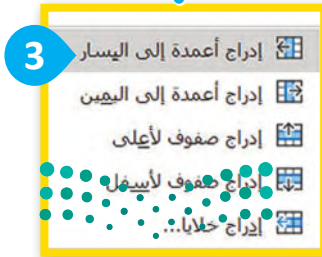 3
إدراج أعمدة إلى اليسار
إدراج أعمدة إلى اليمين
إدراج صفوف لأعلى
إدراج صفوف لأسفل
إدراج خلايا...